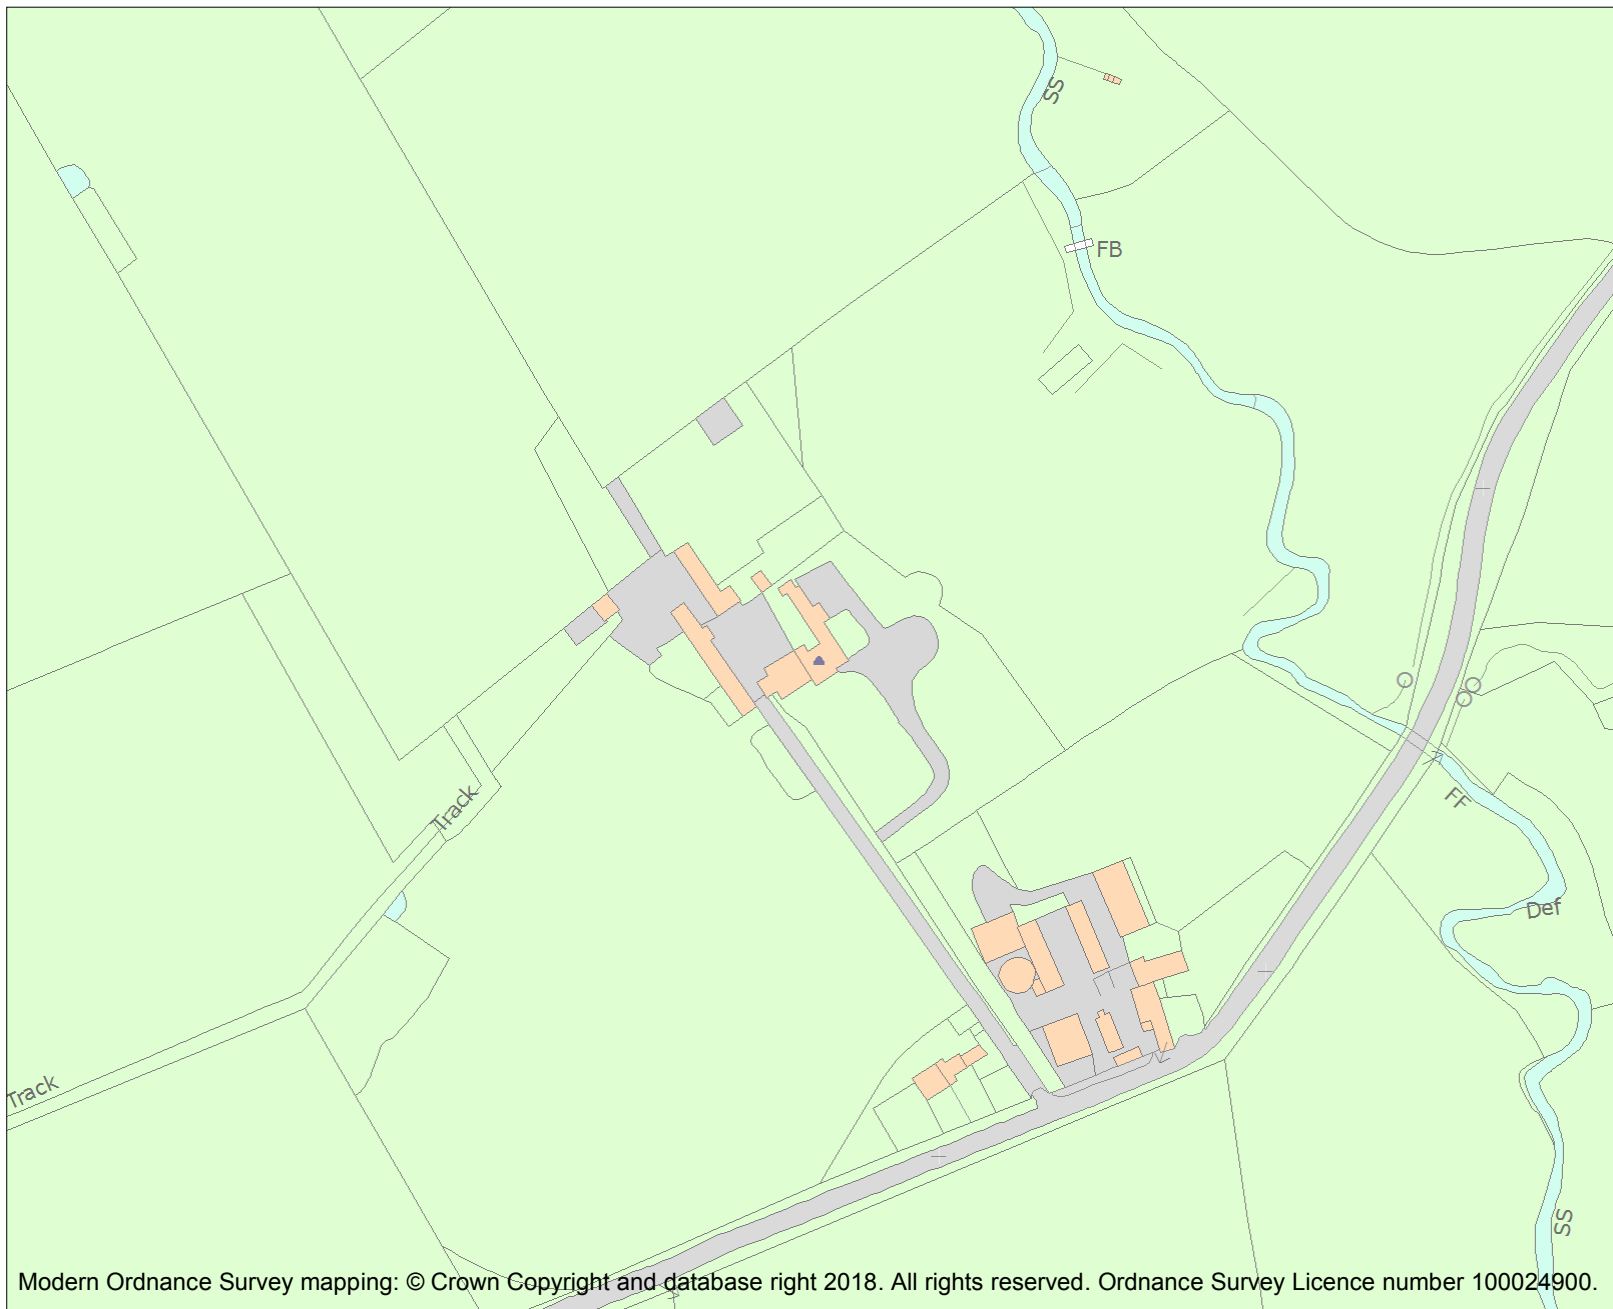 SS
FB
Track
FF
Def
Track
SS
Modern Ordnance Survey mapping: © Crown Copyright and database right 2018. All rights reserved. Ordnance Survey Licence number 100024900.